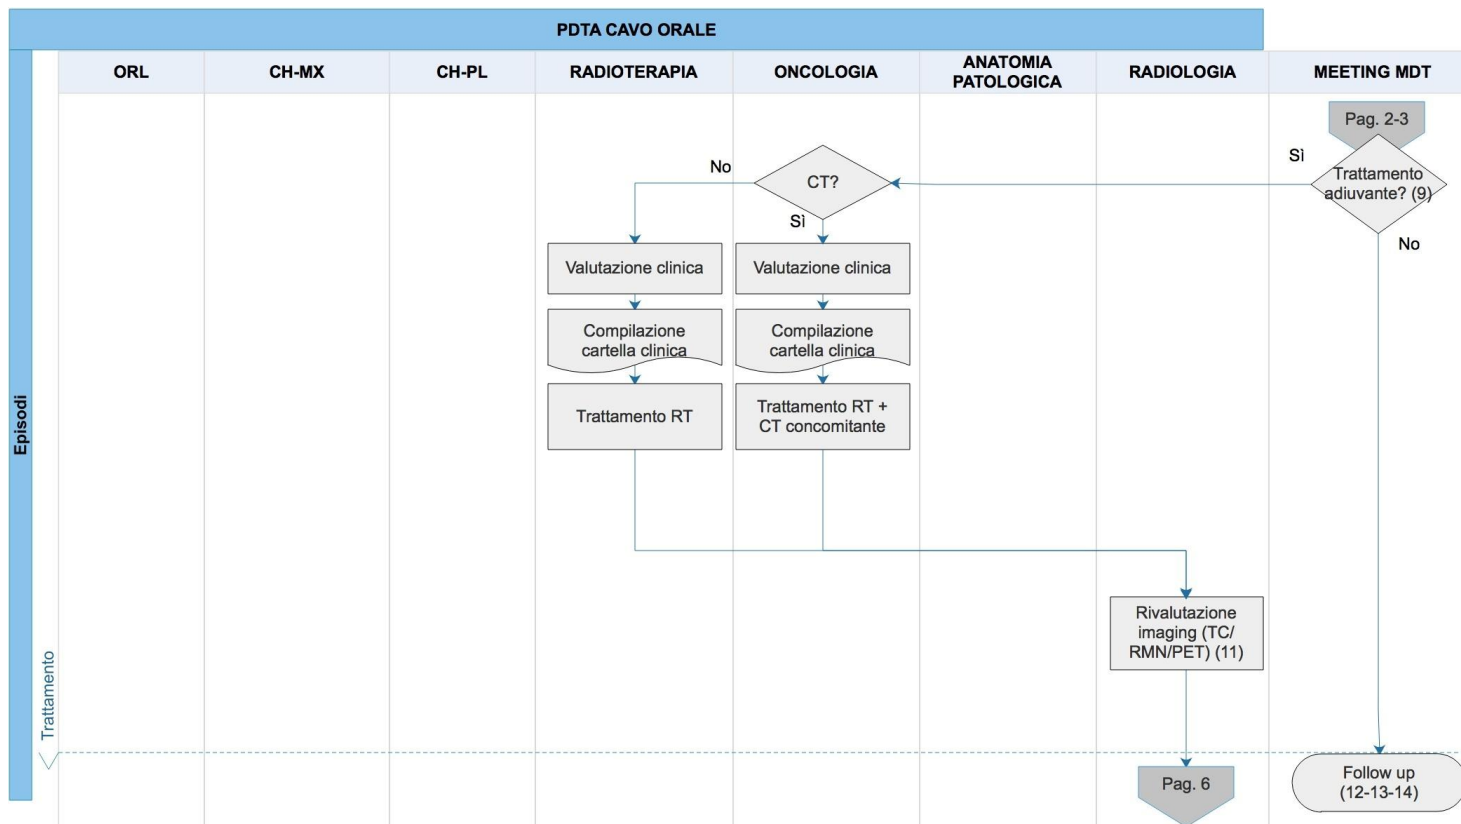 PDTA CAVO ORALE
Episodi
ORL
CH-MX
CH-PL
RADIOTERAPIA
ONCOLOGIA
ANATOMIA
PATOLOGICA
RADIOLOGIA
MEETING MDT
Pag. 2-3
Trattamento
adiuvante? (9)
Sì
No
CT?
No
Sì
Valutazione clinica
Valutazione clinica
Compilazione
cartella clinica
Compilazione
cartella clinica
Trattamento RT
Trattamento RT +
CT concomitante
Rivalutazione
imaging (TC/
RMN/PET) (11)
Trattamento
Pag. 6
Follow up
(12-13-14)